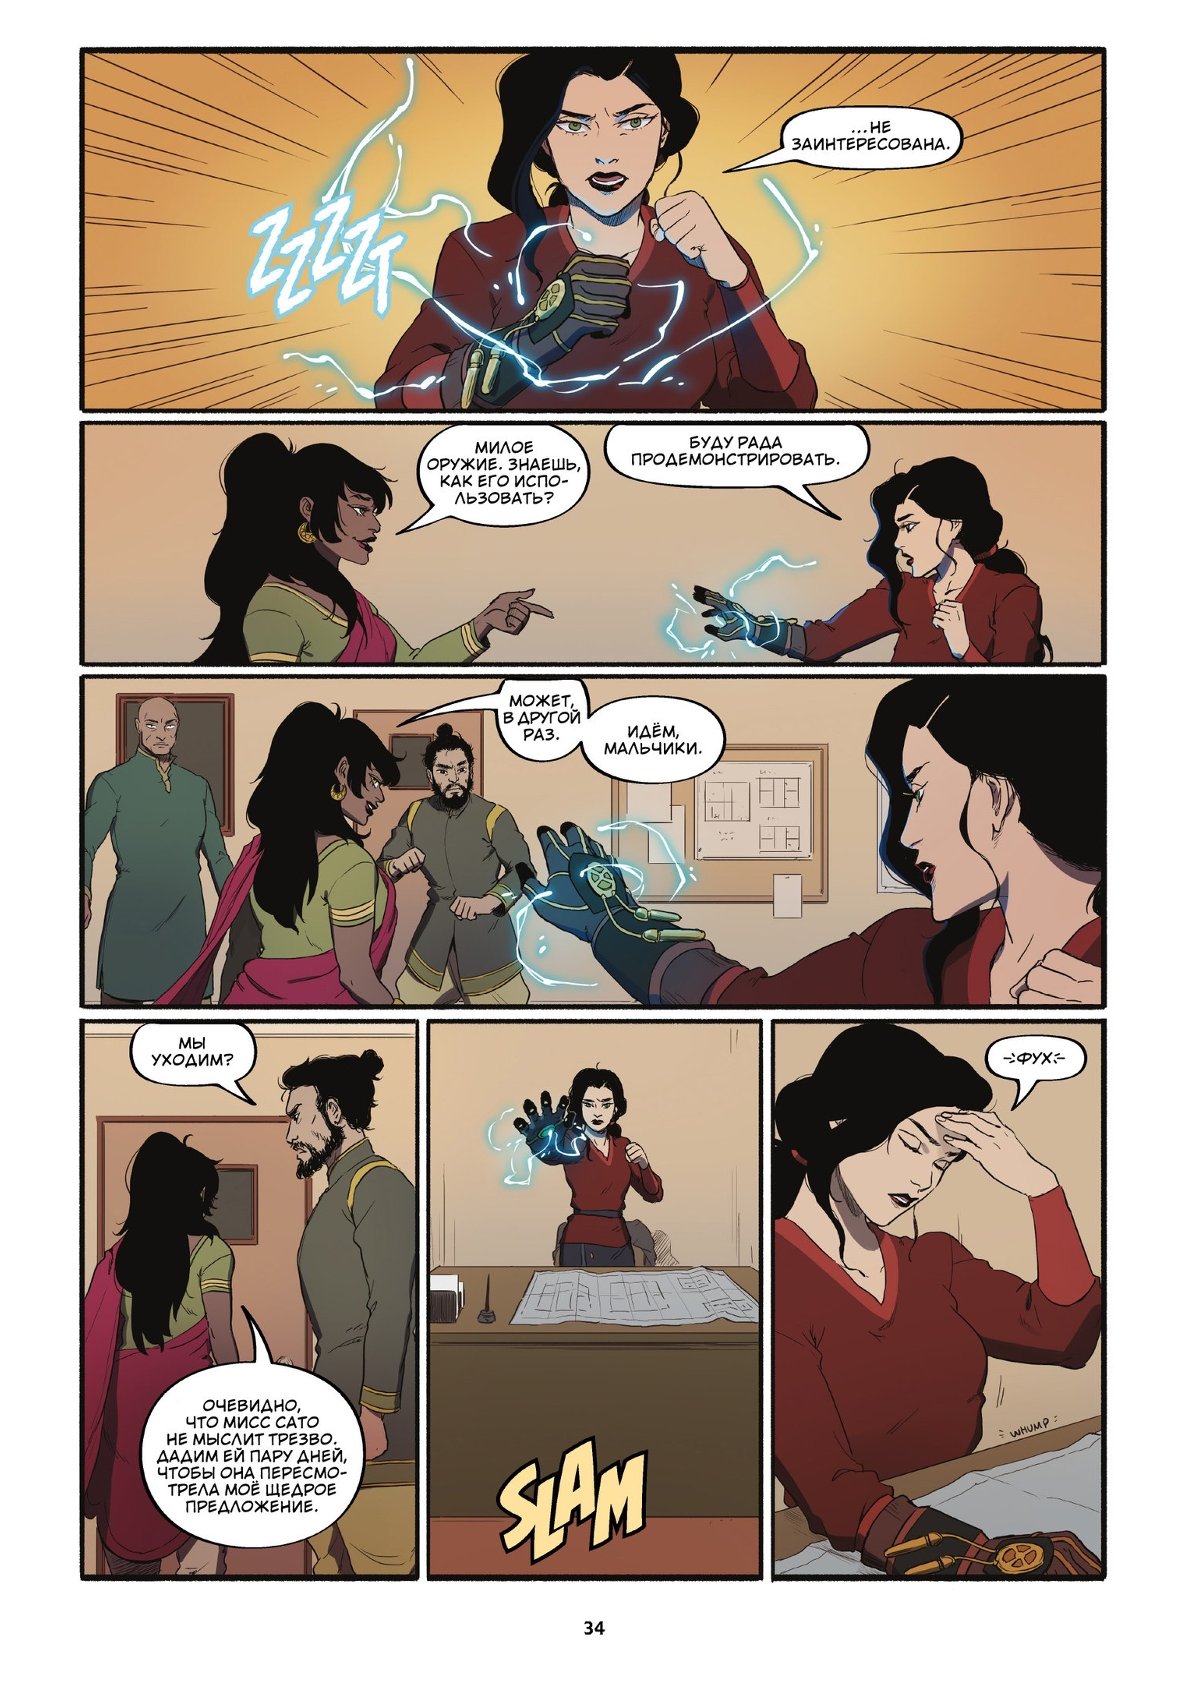 ...НЕ
ЗАИНТЕРЕСОВАНА.
ZZZZT
МИЛОЕ
ОРУЖИЕ. ЗНАЕШЬ,
КАК ЕГО ИСПО-
ЛЬЗОВАТЬ?
БУДУ РАДА
ПРОДЕМОНСТРИРОВАТЬ.
МОЖЕТ,
В ДРУГОЙ
РАЗ.
ИДЁМ,
МАЛЬЧИКИ.
МЫ
УХОДИМ?
ОЧЕВИДНО,
ЧТО МИСС САТО
НЕ МЫСЛИТ ТРЕЗВО.
ДАДИМ ЕЙ ПАРУ ДНЕЙ,
ЧТОБЫ ОНА ПЕРЕСМО-
ТРЕЛА МОЁ ЩЕДРОЕ
ПРЕДЛОЖЕНИЕ.
SLAM
ФУХ
WHUMP
34